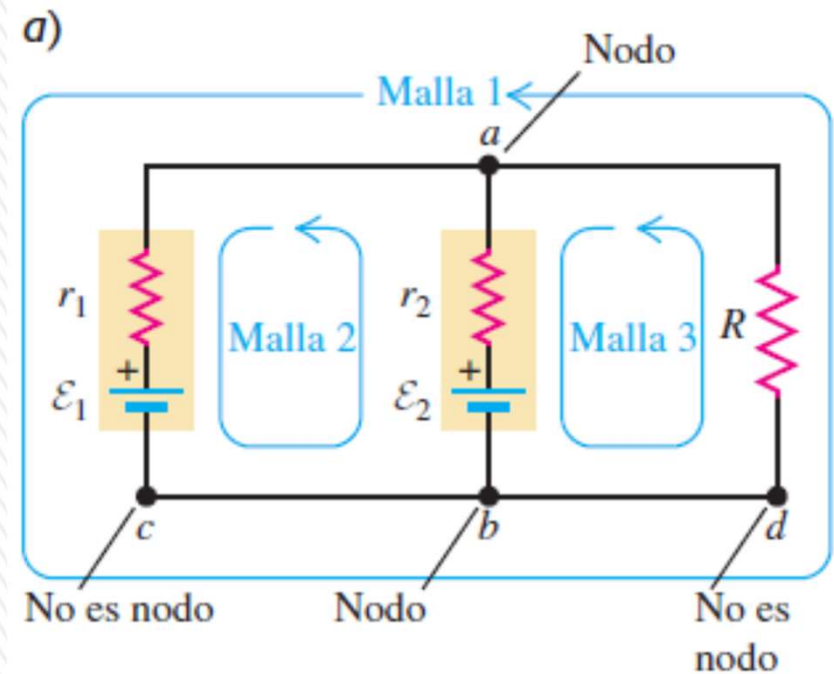 a)
Nodo
Malla 1
a
r₁
Malla 2
r₂
Malla 3
R
+
+
ℰ₁
ℰ₂
c
b
d
No es nodo
Nodo
No es
nodo